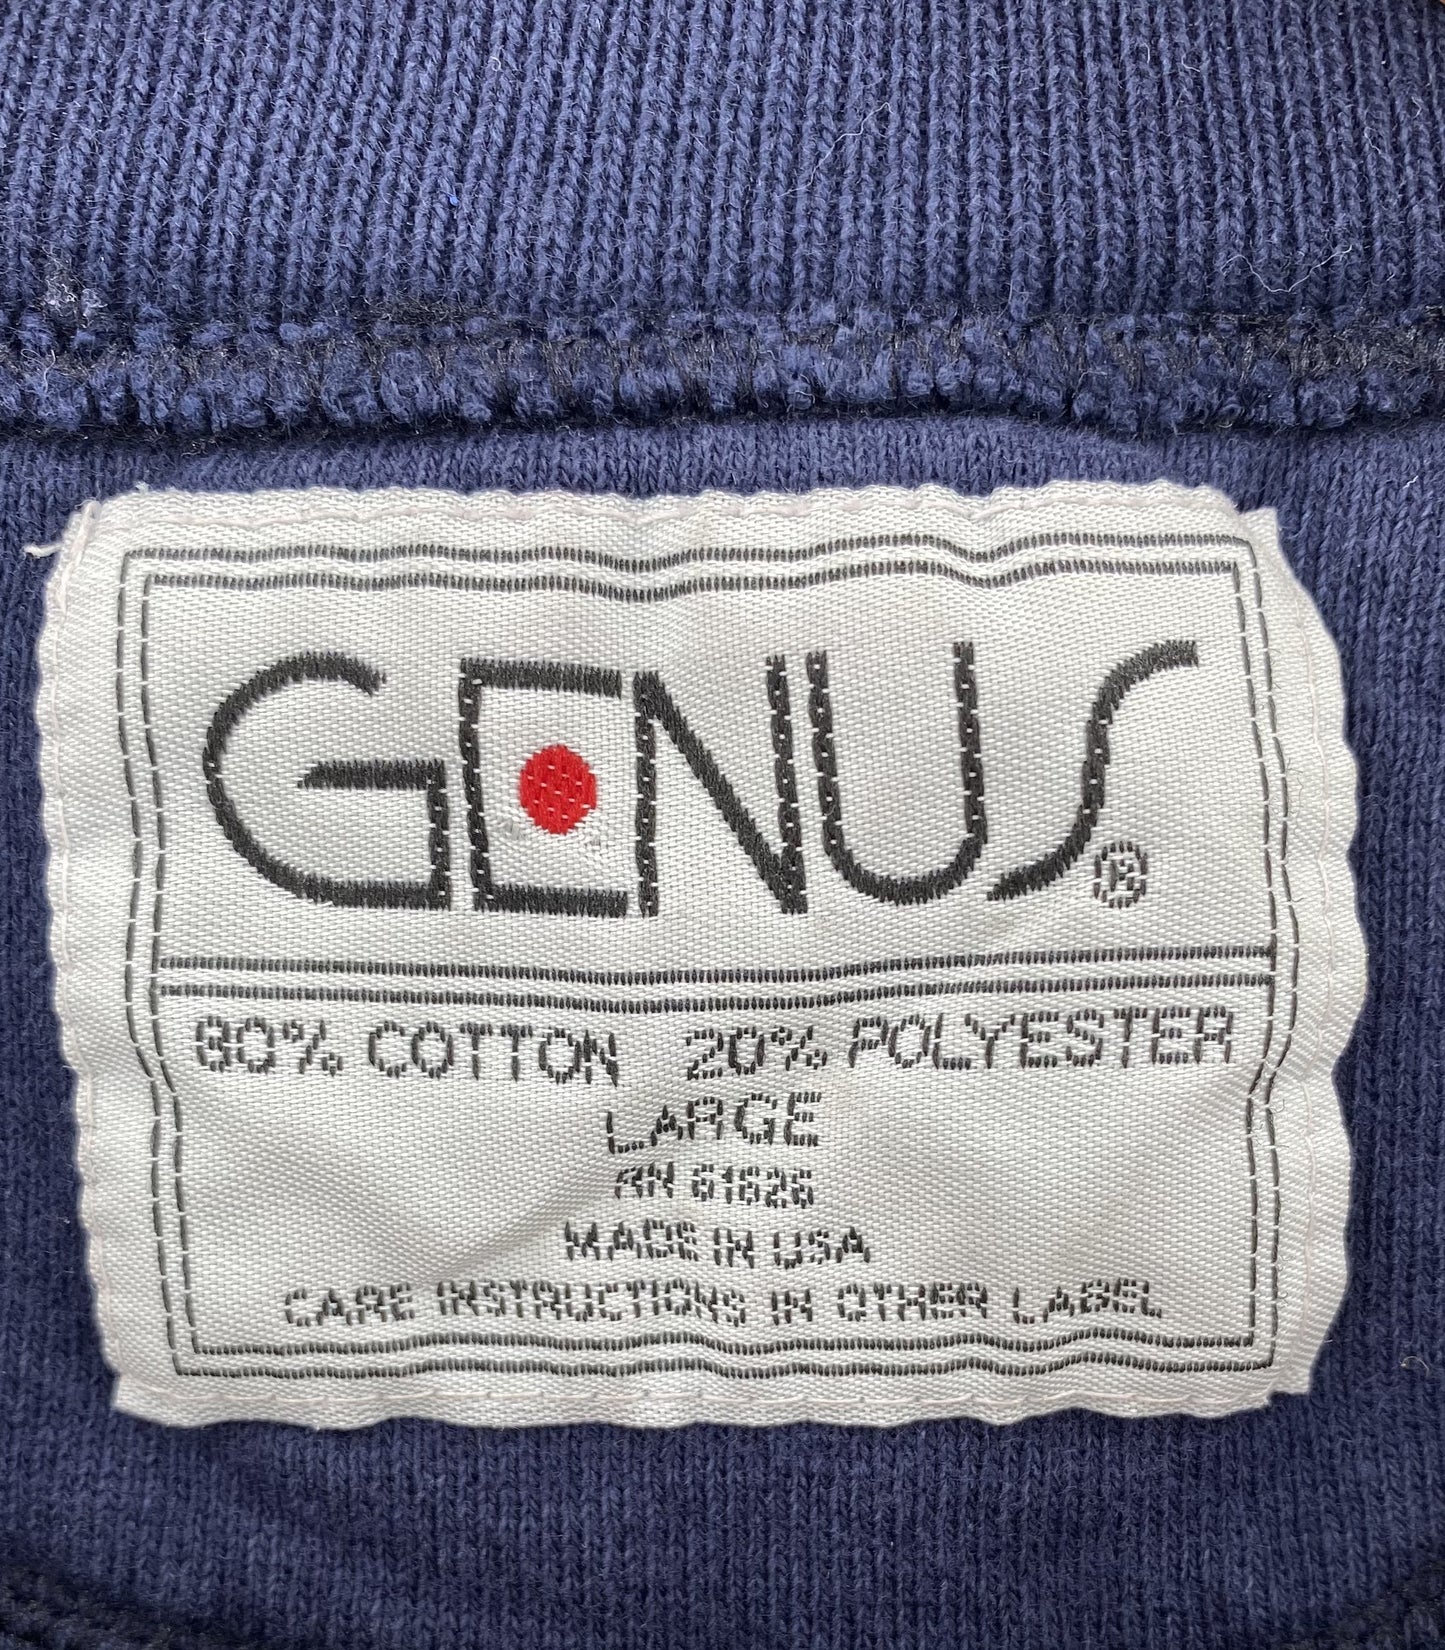 GENUS®
80% COTTON 20% POLYESTER
LARGE
RN 61626
MADE IN USA
CARE INSTRUCTIONS IN OTHER LABEL